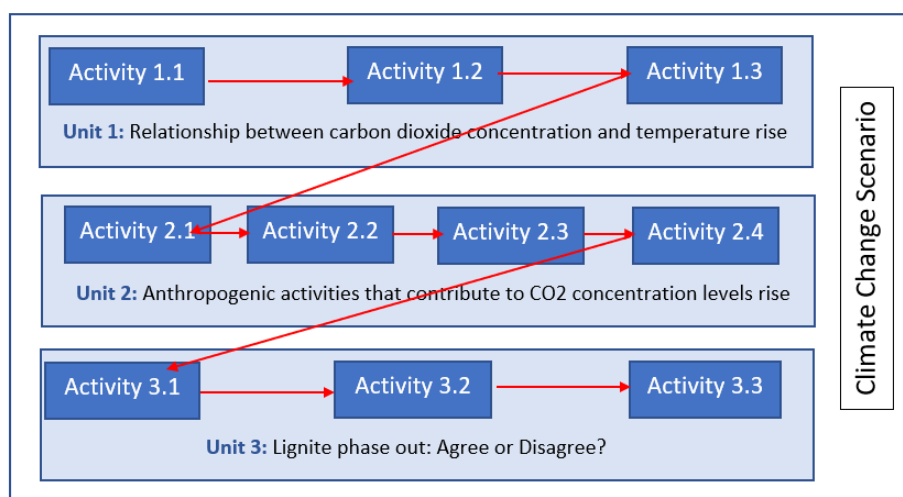 Activity 1.1
Activity 1.2
Activity 1.3
Unit 1: Relationship between carbon dioxide concentration and temperature rise
Activity 2.1
Activity 2.2
Activity 2.3
Activity 2.4
Unit 2: Anthropogenic activities that contribute to CO2 concentration levels rise
Activity 3.1
Activity 3.2
Activity 3.3
Unit 3: Lignite phase out: Agree or Disagree?
Climate Change Scenario